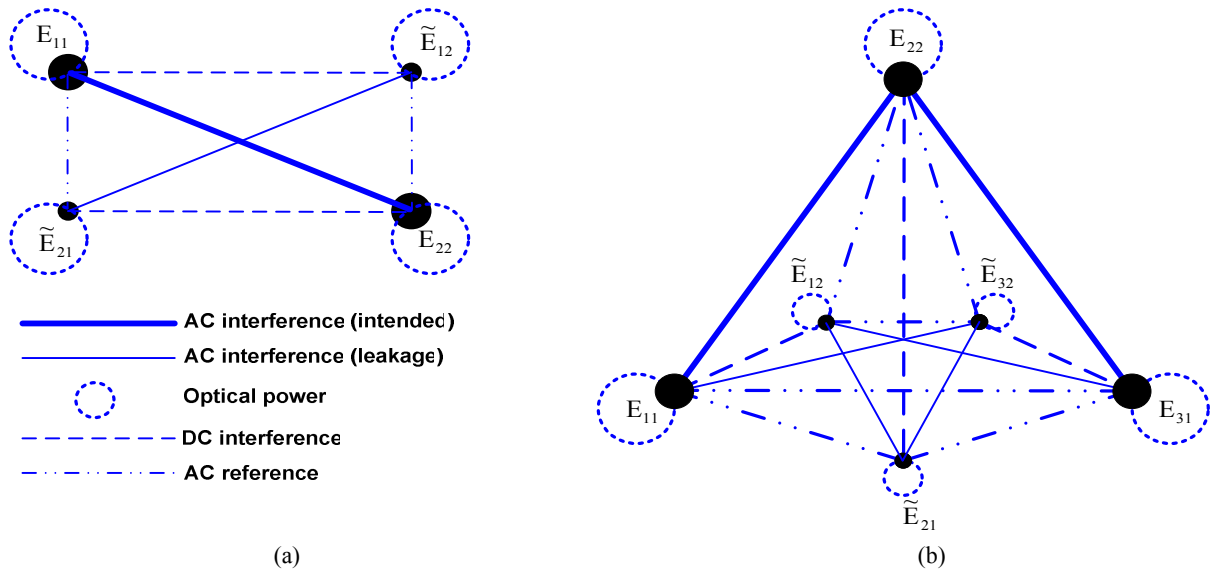 E₁₁
Ẽ₁₂
Ẽ₂₁
E₂₂
AC interference (intended)
AC interference (leakage)
Optical power
DC interference
AC reference
(a)
E₂₂
Ẽ₁₂
Ẽ₃₂
E₁₁
E₃₁
Ẽ₂₁
(b)